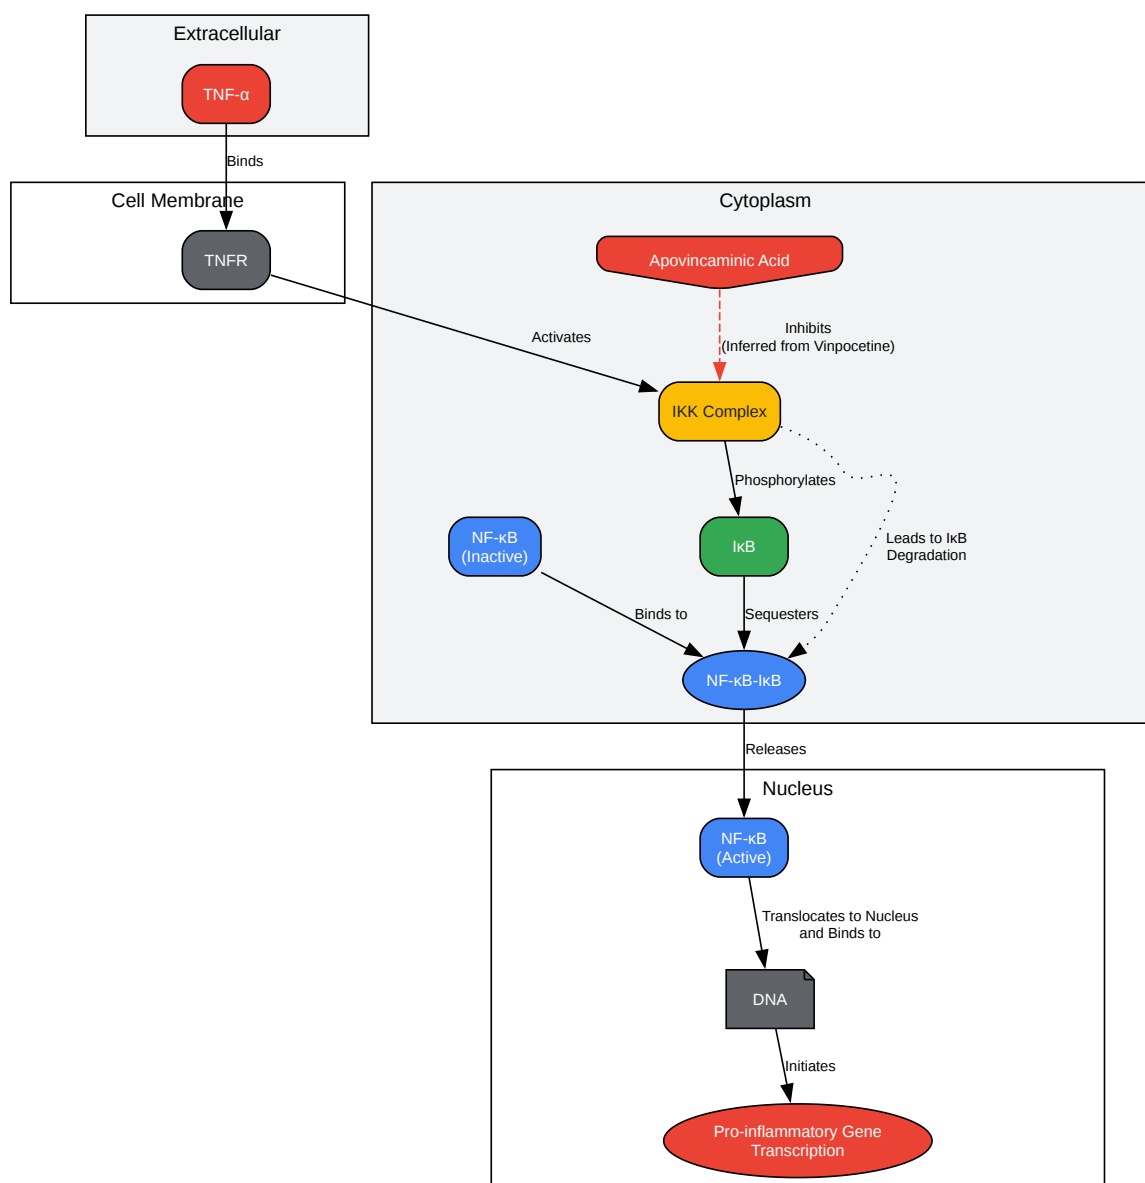 Extracellular
TNF-α
Binds
Cell Membrane
TNFR
Cytoplasm
Apovincaminic Acid
Activates
Inhibits
(Inferred from Vinpocetine)
IKK Complex
Phosphorylates
NF-κB
(Inactive)
IκB
Leads to IκB
Degradation
Binds to
Sequesters
NF-κB-IκB
Releases
Nucleus
NF-κB
(Active)
Translocates to Nucleus
and Binds to
DNA
Initiates
Pro-inflammatory Gene
Transcription